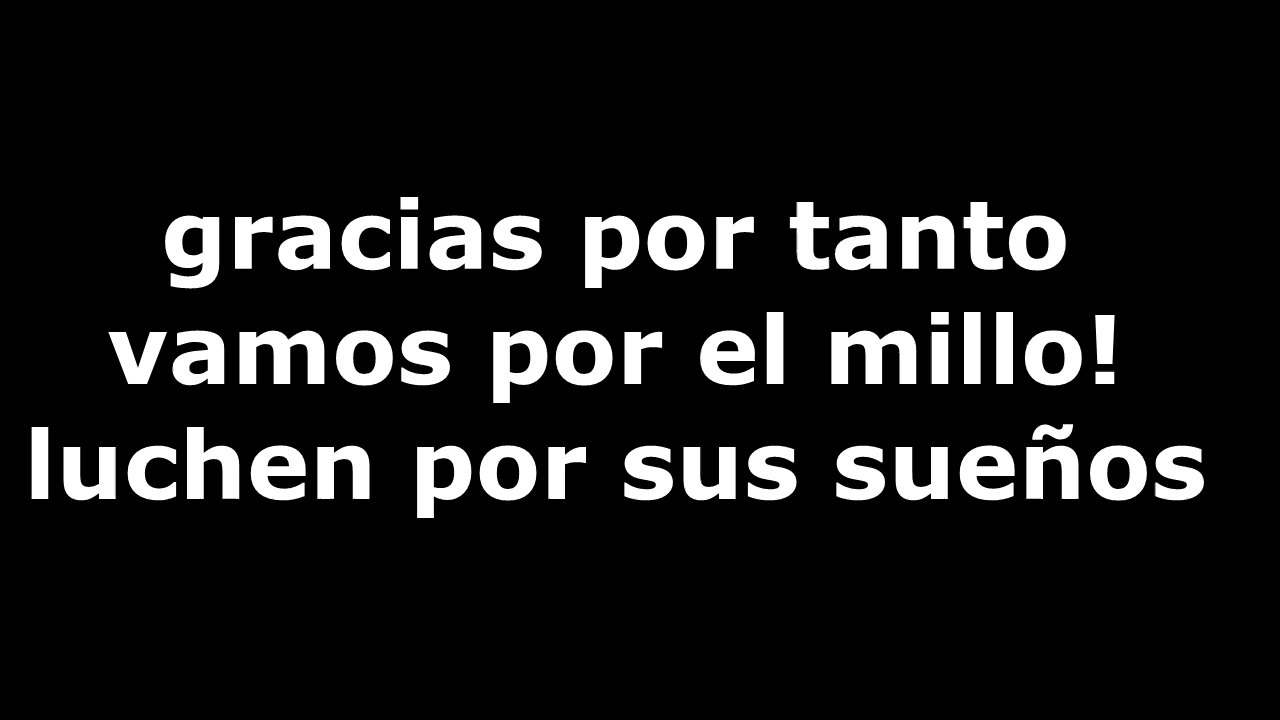 gracias por tanto
vamos por el millo!
luchen por sus sueños